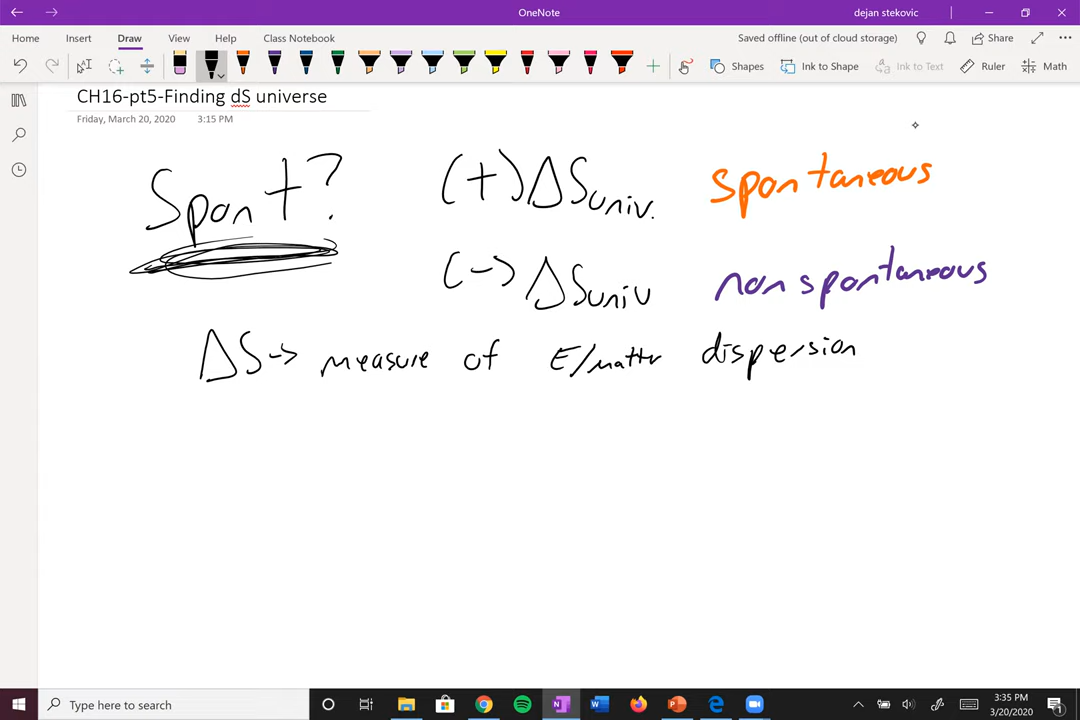 OneNote
dejan stekovic
Home Insert Draw View Help Class Notebook
Saved offline (out of cloud storage) Share
Shapes Ink to Shape Ink to Text Ruler Math
CH16-pt5-Finding dS universe
Friday, March 20, 2020 3:15 PM
Spont? (+) ΔSuniv. spontaneous
(-) ΔSuniv nonspontaneous
ΔS → measure of E/matter dispersion
Type here to search
3:35 PM
3/20/2020
1